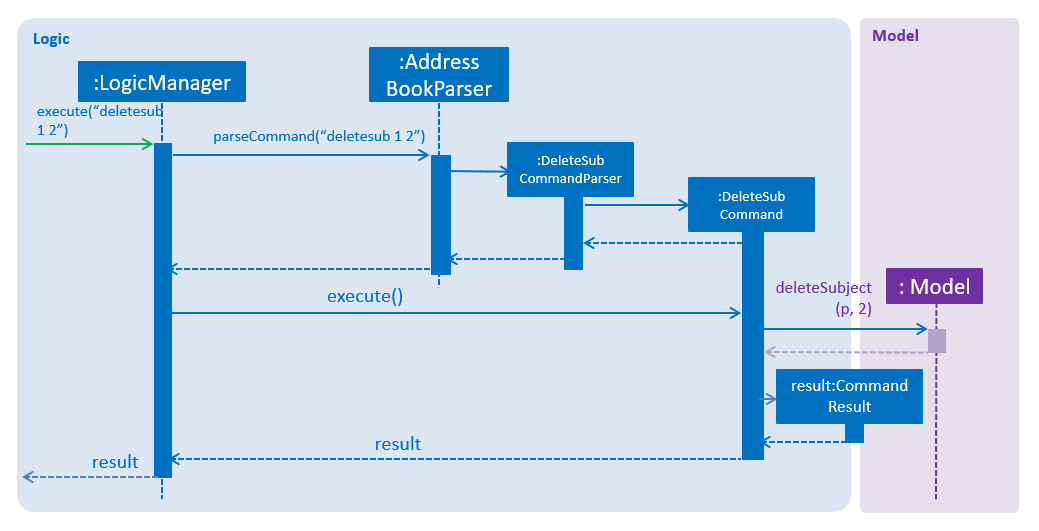 Logic
Model
:LogicManager
:Address
BookParser
execute(“deletesub
1 2”)
parseCommand(“deletesub 1 2”)
:DeleteSub
CommandParser
:DeleteSub
Command
execute()
deleteSubject
(p, 2)
: Model
result:Command
Result
result
result